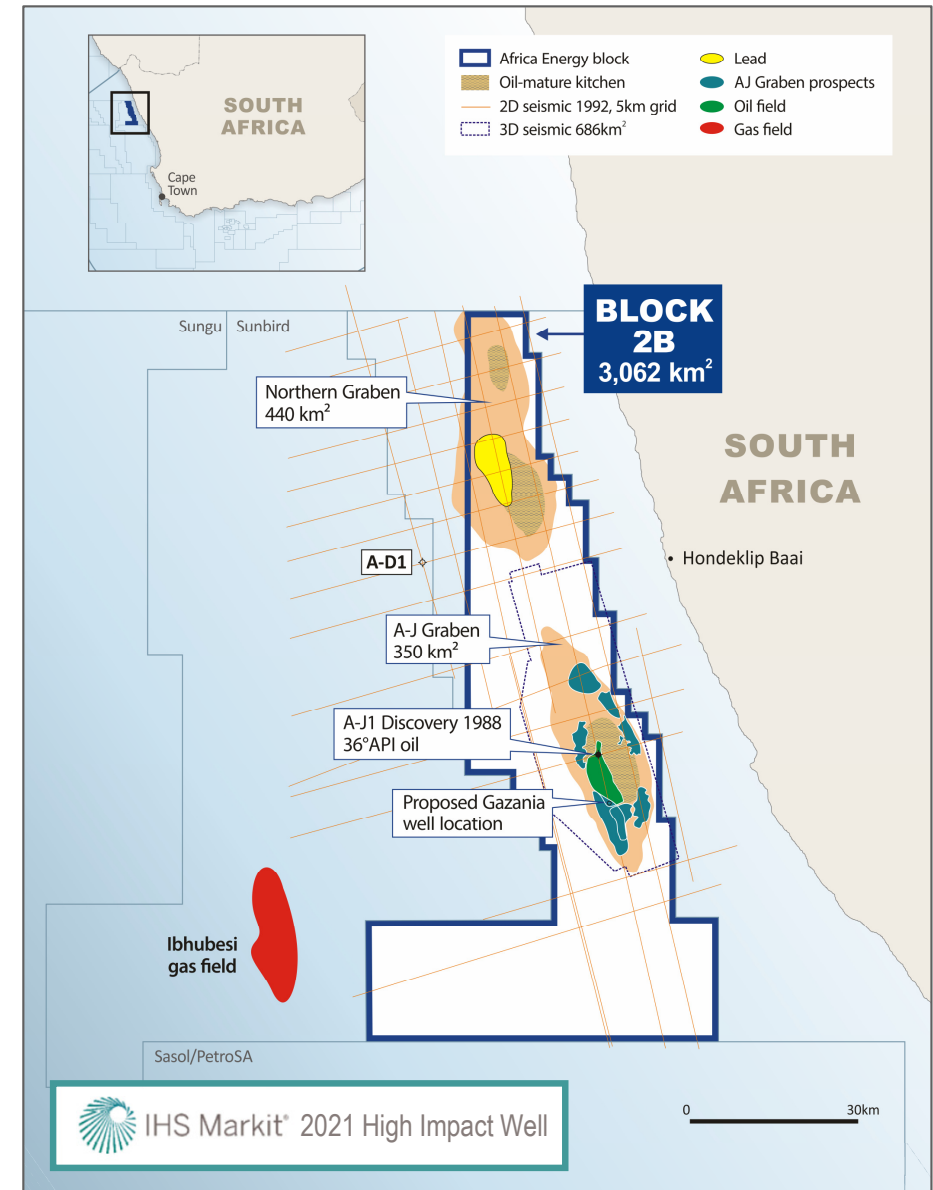 SOUTH
AFRICA
Cape
Town
Africa Energy block
Oil-mature kitchen
2D seismic 1992, 5km grid
3D seismic 686km²
Lead
AJ Graben prospects
Oil field
Gas field
BLOCK
2B
3,062 km²
Sungu
Sunbird
Northern Graben
440 km²
SOUTH
AFRICA
A-D1
Hondeklip Baai
A-J Graben
350 km²
A-J1 Discovery 1988
36°API oil
Proposed Gazania
well location
Ibhubesi
gas field
Sasol/PetroSA
IHS Markit® 2021 High Impact Well
0 30km